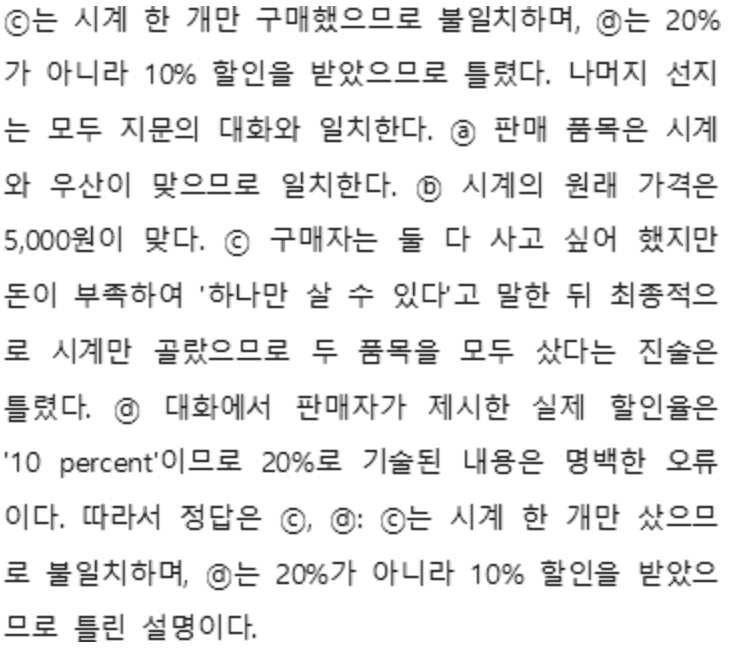 ⓒ는 시계 한 개만 구매했으므로 불일치하며, ⓓ는 20%
가 아니라 10% 할인을 받았으므로 틀렸다. 나머지 선지
는 모두 지문의 대화와 일치한다. ⓐ 판매 품목은 시계
와 우산이 맞으므로 일치한다. ⓑ 시계의 원래 가격은
5,000원이 맞다. ⓒ 구매자는 둘 다 사고 싶어 했지만
돈이 부족하여 '하나만 살 수 있다'고 말한 뒤 최종적으
로 시계만 골랐으므로 두 품목을 모두 샀다는 진술은
틀렸다. ⓓ 대화에서 판매자가 제시한 실제 할인율은
'10 percent'이므로 20%로 기술된 내용은 명백한 오류
이다. 따라서 정답은 ⓒ, ⓓ: ⓒ는 시계 한 개만 샀으므
로 불일치하며, ⓓ는 20%가 아니라 10% 할인을 받았으
므로 틀린 설명이다.